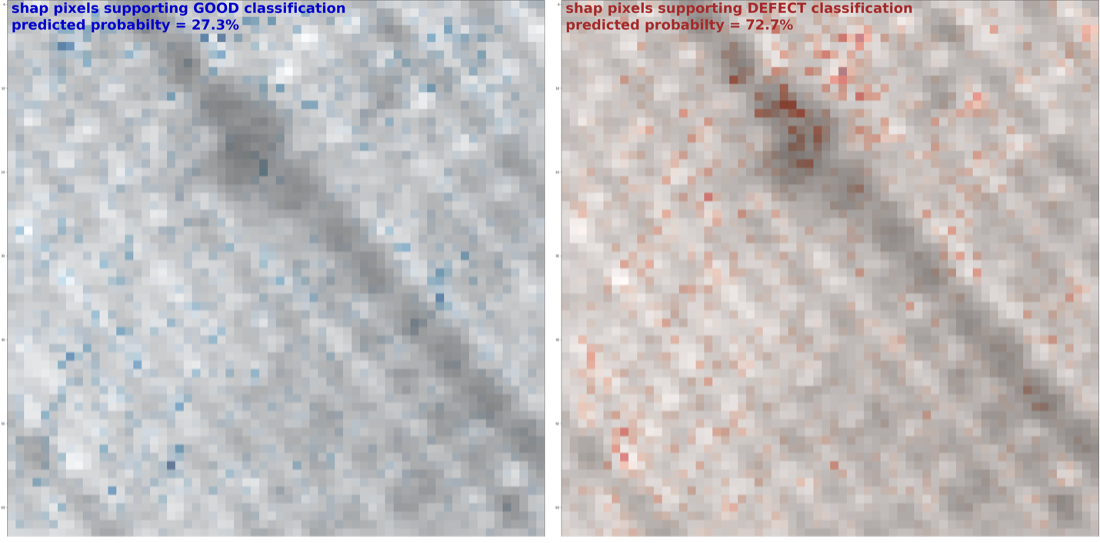 shap pixels supporting GOOD classification
predicted probabilty = 27.3%
shap pixels supporting DEFECT classification
predicted probabilty = 72.7%